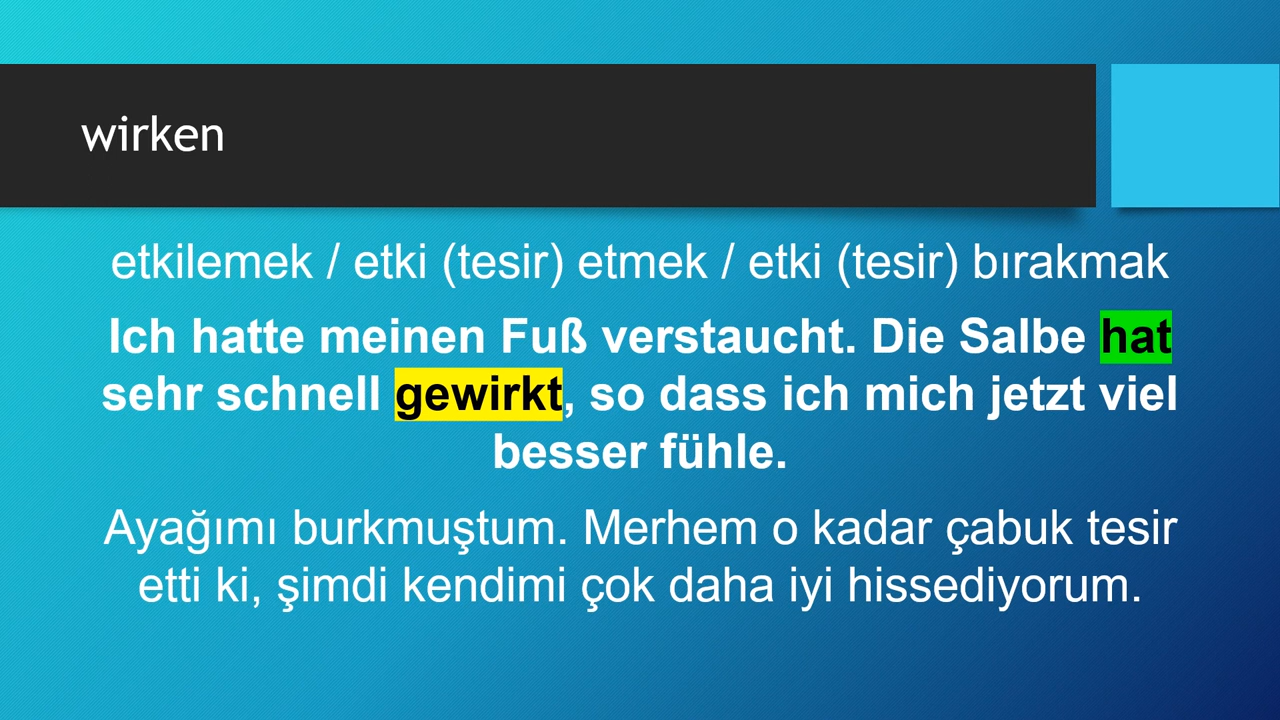 wirken
etkilemek / etki (tesir) etmek / etki (tesir) bırakmak
Ich hatte meinen Fuß verstaucht. Die Salbe hat
sehr schnell gewirkt, so dass ich mich jetzt viel
besser fühle.
Ayağımı burkmuştum. Merhem o kadar çabuk tesir
etti ki, şimdi kendimi çok daha iyi hissediyorum.